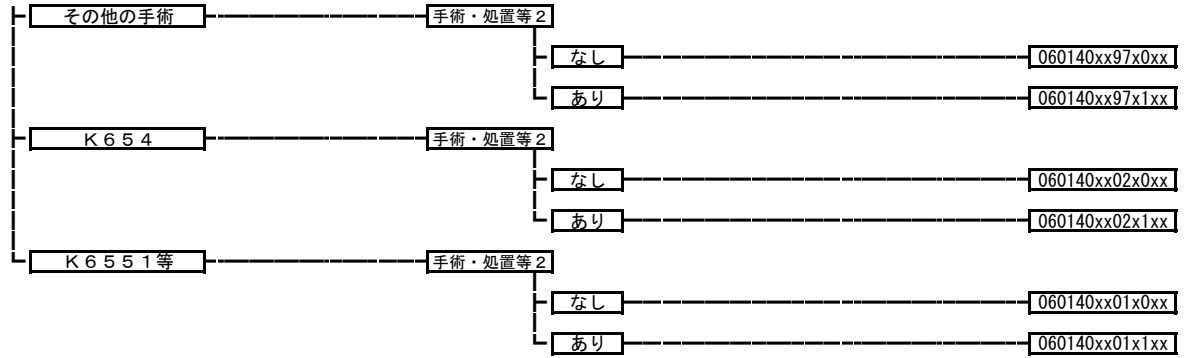 その他の手術 手術・処置等2
なし 060140xx97x0xx
あり 060140xx97x1xx
K654 手術・処置等2
なし 060140xx02x0xx
あり 060140xx02x1xx
K6551等 手術・処置等2
なし 060140xx01x0xx
あり 060140xx01x1xx